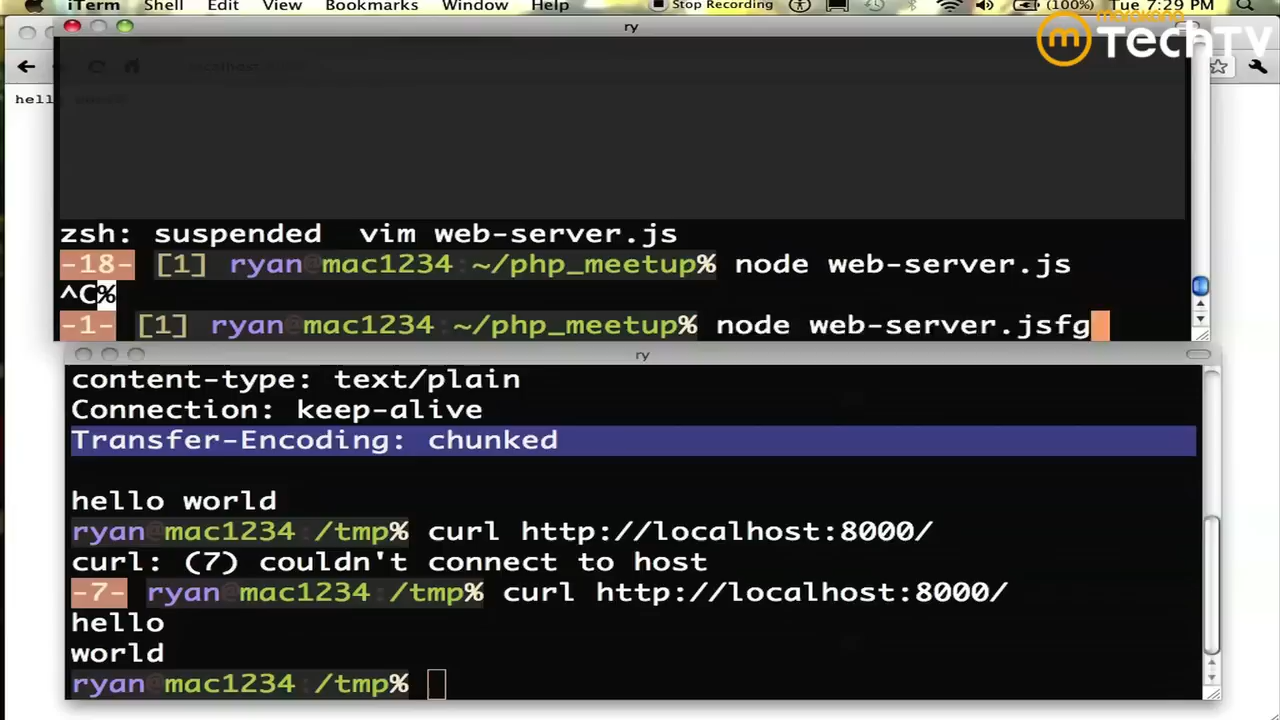 iTerm Shell Edit View Bookmarks Window Help Stop Recording (100%) Tue 7:29 PM
marakana
TechTV
ry
localhost
hell
zsh: suspended vim web-server.js
-18- [1] ryan@mac1234:~/php_meetup% node web-server.js
^C%
-1- [1] ryan@mac1234:~/php_meetup% node web-server.jsfg
ry
content-type: text/plain
Connection: keep-alive
Transfer-Encoding: chunked
hello world
ryan@mac1234:/tmp% curl http://localhost:8000/
curl: (7) couldn't connect to host
-7- ryan@mac1234:/tmp% curl http://localhost:8000/
hello
world
ryan@mac1234:/tmp%